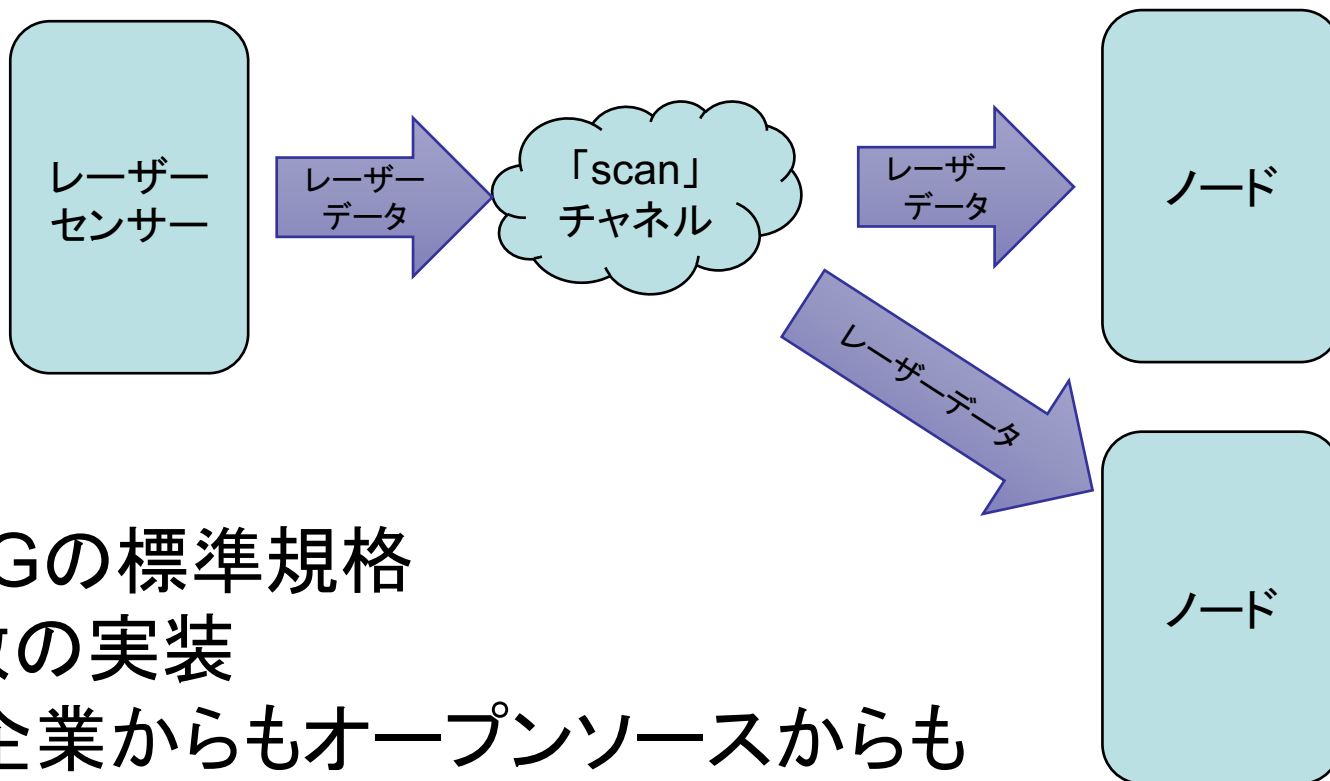 レーザー
センサー
レーザー
データ
「scan」
チャネル
レーザー
データ
ノード
レーザーデータ
ノード
Gの標準規格
の実装
企業からもオープンソースからも